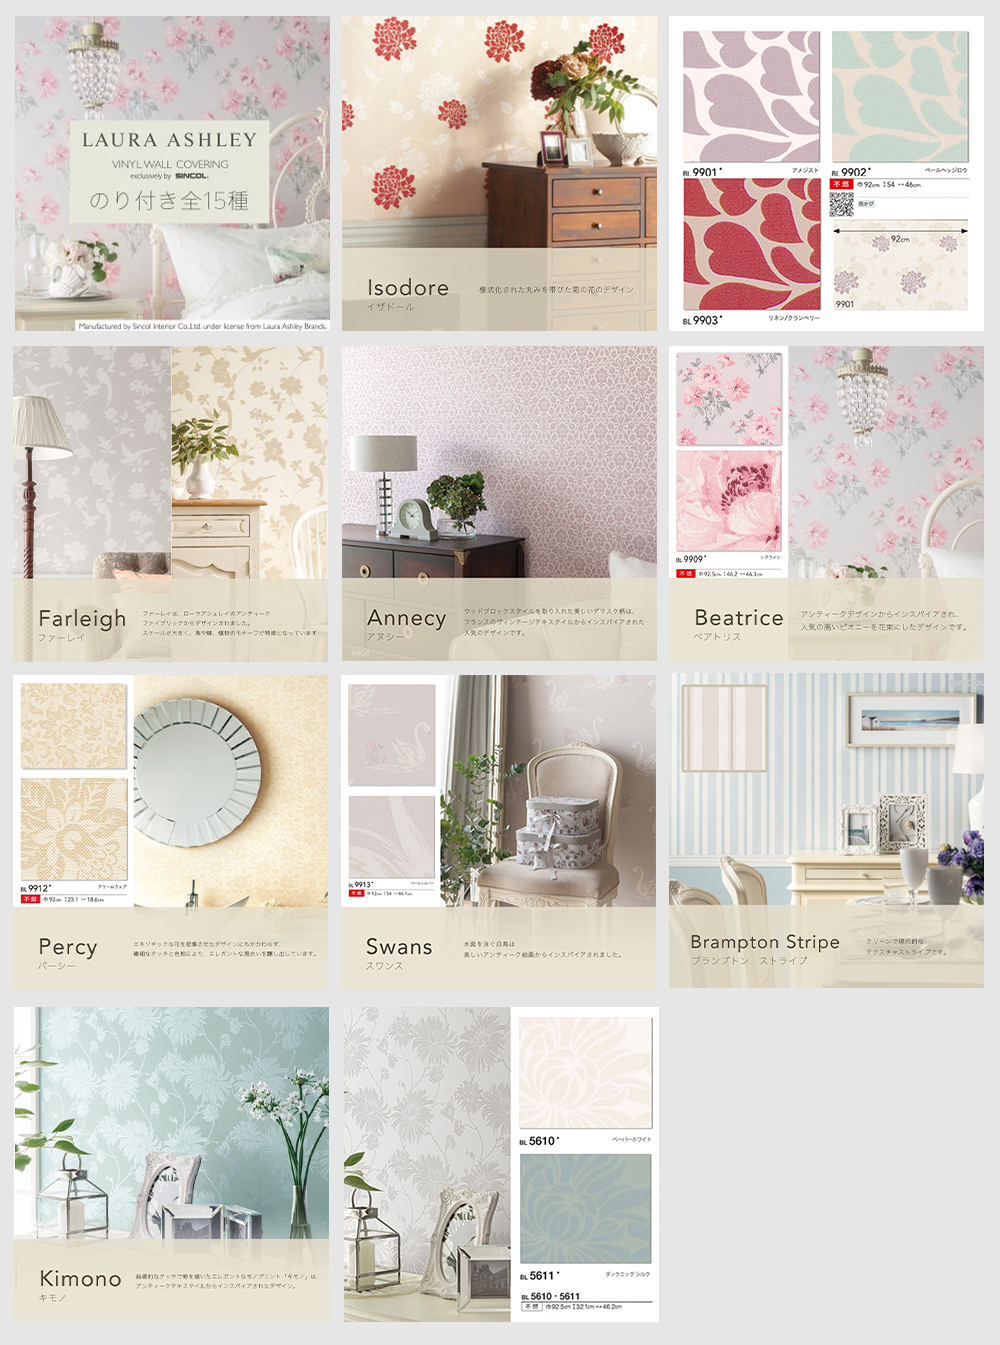 LAURA ASHLEY
VINYL WALL COVERING
exclusively by SINCOL
のり付き全15種
Manufactured by Sincol Interior Co.,Ltd. under license from Laura Ashley Brands.
Isodore
イザドール
様式化された丸みを帯びた菊の花のデザイン
BL 9901*
アメジスト
BL 9902*
ペールヘッジロウ
不燃 巾92cm ↕54 ↔46cm
防かび
92cm
9901
BL 9903*
リネン/クランベリー
Farleigh
ファーレイ
ファーレイは、ローラアシュレイのアンティーク
ファイブリックからデザインされました。
スケールが大きく、鳥や蝶、植物のモチーフが特徴となっています
Annecy
アヌシー
ウッドブロックスタイルを取り入れた美しいダマスク柄は、
フランスのヴィンテージテキスタイルからインスパイアされた
人気のデザインです。
BL 9909*
シクラメン
不燃 巾92.5cm ↕46.2 ↔46.3cm
Beatrice
ベアトリス
アンティークデザインからインスパイアされ、
人気の高いピオニーを花束にしたデザインです。
BL 9912*
クリームウェア
不燃 巾93cm ↕23.1 ↔18.6cm
Percy
パーシー
エキゾチックな花を密集させたデザインにもかかわらず、
繊細なタッチと色相により、エレガントな風合いを醸し出しています。
BL 9913*
ペールシルバー
不燃 巾92cm ↕54 ↔46.1cm
Swans
スワンス
水面を泳ぐ白鳥は
美しいアンティーク絵画からインスパイアされました。
Brampton Stripe
ブランプトン ストライプ
クリーンで現代的な
テクスチャストライプです。
Kimono
キモノ
曲線的なタッチで菊を描いたエレガントなモノプリント「キモノ」は、
アンティークテキスタイルからインスパイアされたデザイン。
BL 5610*
ペーパーホワイト
BL 5611*
ダックエッグ シルク
BL 5610・5611
不燃 巾92.5cm ↕32.1cm ↔46.2cm